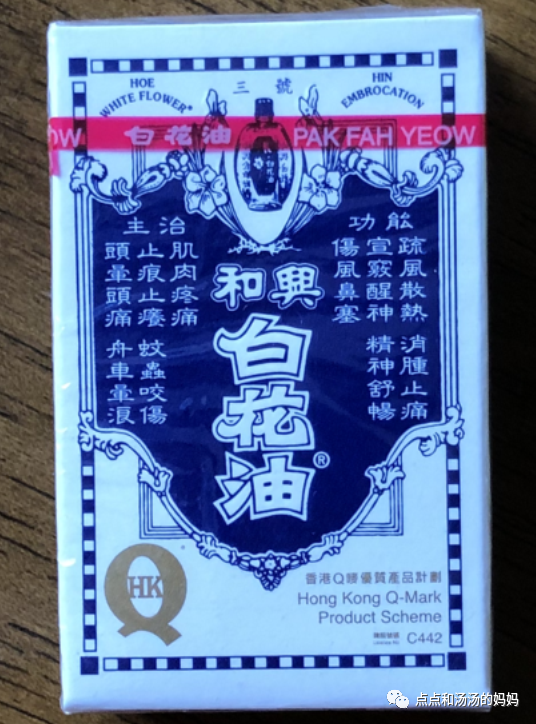 HOE
WHITE FLOWER®
三號
HIN
EMBROCATION
OW 白花油 PAK FAH YEOW
功能
疏風散熱
宣竅醒神
傷風鼻塞
消腫止痛
精神舒暢
主治
肌肉疼痛
止痕止癢
頭暈頭痛
蚊蟲咬傷
舟車暈浪
和興
白花油®
Q
HK
香港Q嘜優質產品計劃
Hong Kong Q-Mark
Product Scheme
C442
点点和汤汤的妈妈